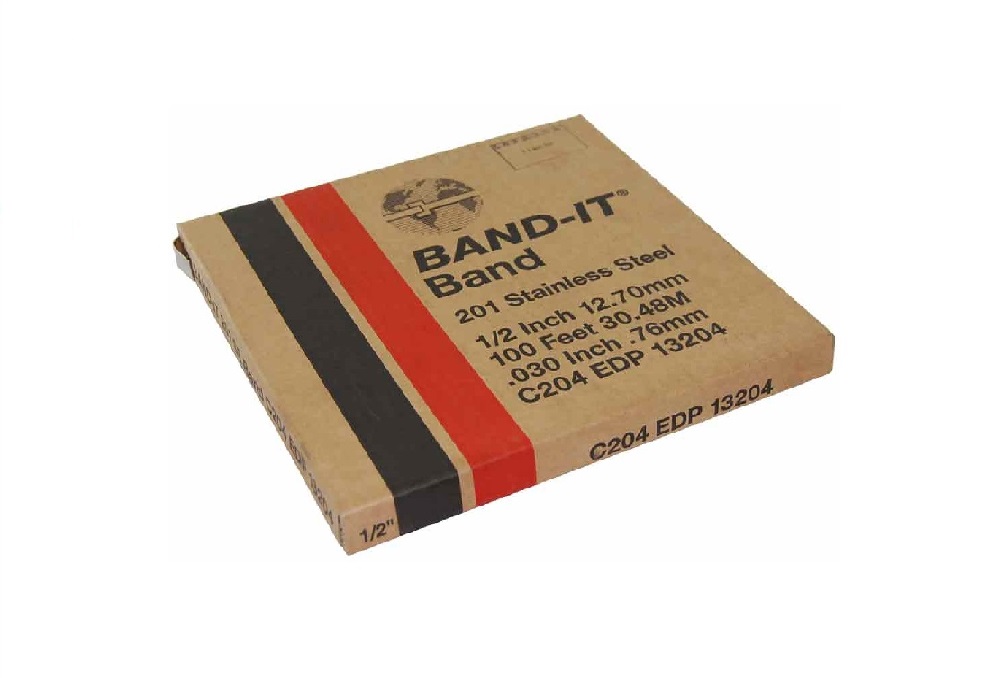 BAND-IT®
Band
201 Stainless Steel
1/2 Inch 12.70mm
100 Feet 30.48M
.030 Inch .76mm
C204 EDP 13204
C204 EDP 13204
1/2"